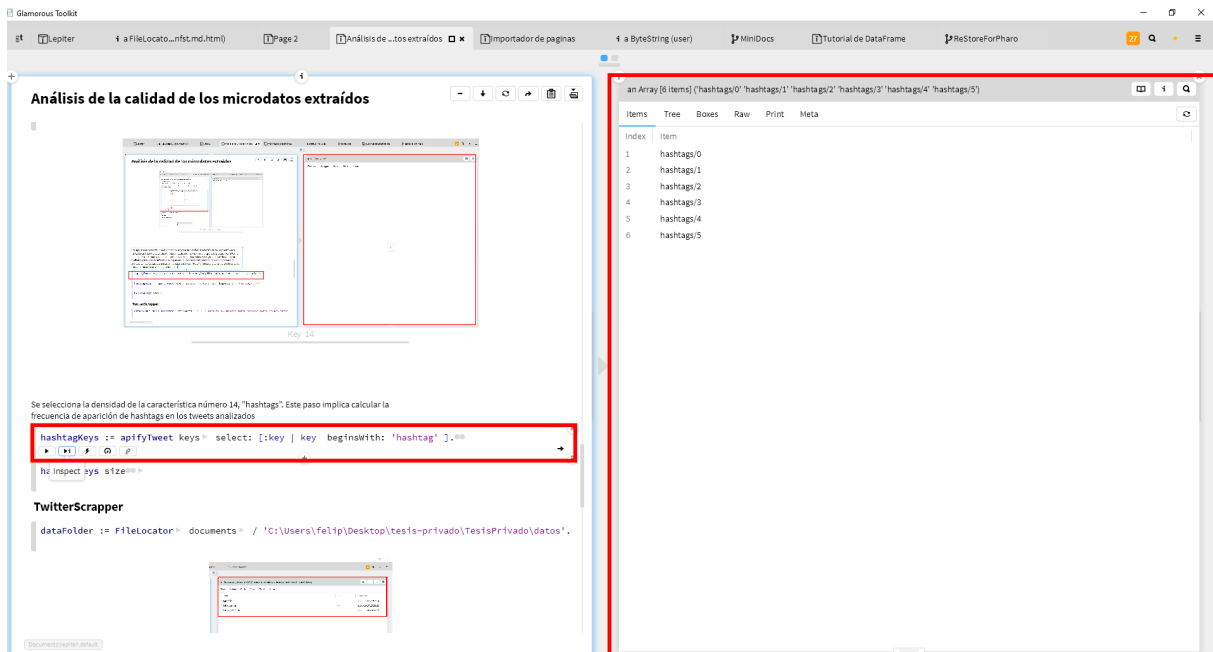 Glamorous Toolkit
gt
Lepiter
a FileLocato...nfst.md.html)
Page 2
Análisis de ...tos extraídos
Importador de paginas
a ByteString (user)
MiniDocs
Tutorial de DataFrame
ReStoreForPharo
27
Análisis de la calidad de los microdatos extraídos
Key 14
Se selecciona la densidad de la característica número 14, "hashtags". Este paso implica calcular la
frecuencia de aparición de hashtags en los tweets analizados
hashtagKeys := apifyTweet keys select: [:key | key beginsWith: 'hashtag' ].
Inspect
size
TwitterScrapper
dataFolder := FileLocator documents / 'C:\Users\felip\Desktop\tesis-privado\TesisPrivado\datos'.
Documents\lepiter\default
an Array [6 items] ('hashtags/0' 'hashtags/1' 'hashtags/2' 'hashtags/3' 'hashtags/4' 'hashtags/5')
Items Tree Boxes Raw Print Meta
Index Item
1 hashtags/0
2 hashtags/1
3 hashtags/2
4 hashtags/3
5 hashtags/4
6 hashtags/5